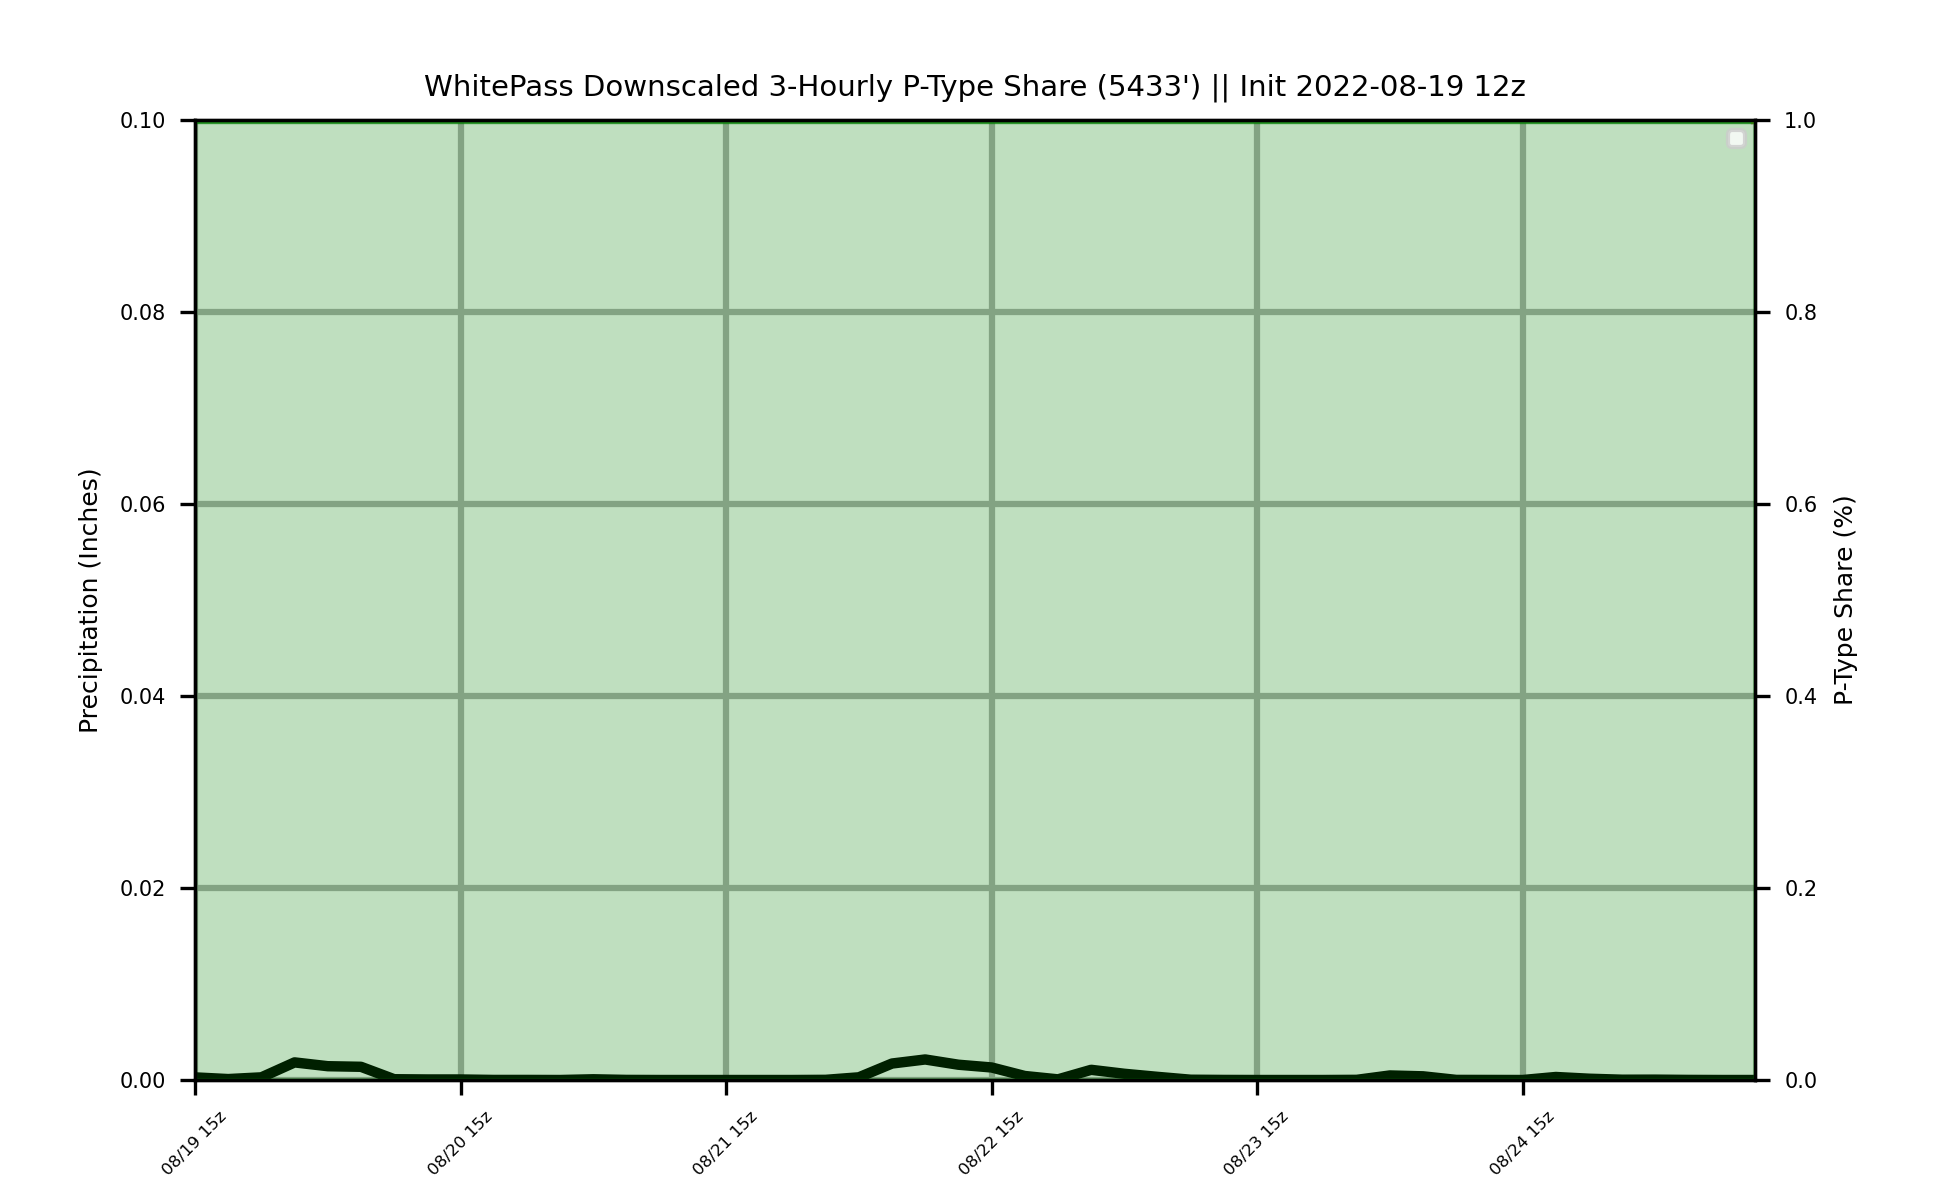 WhitePass Downscaled 3-Hourly P-Type Share (5433') || Init 2022-08-19 12z
Precipitation (Inches)
0.10
0.08
0.06
0.04
0.02
0.00
1.0
0.8
0.6
0.4
0.2
0.0
P-Type Share (%)
08/19 15z
08/20 15z
08/21 15z
08/22 15z
08/23 15z
08/24 15z